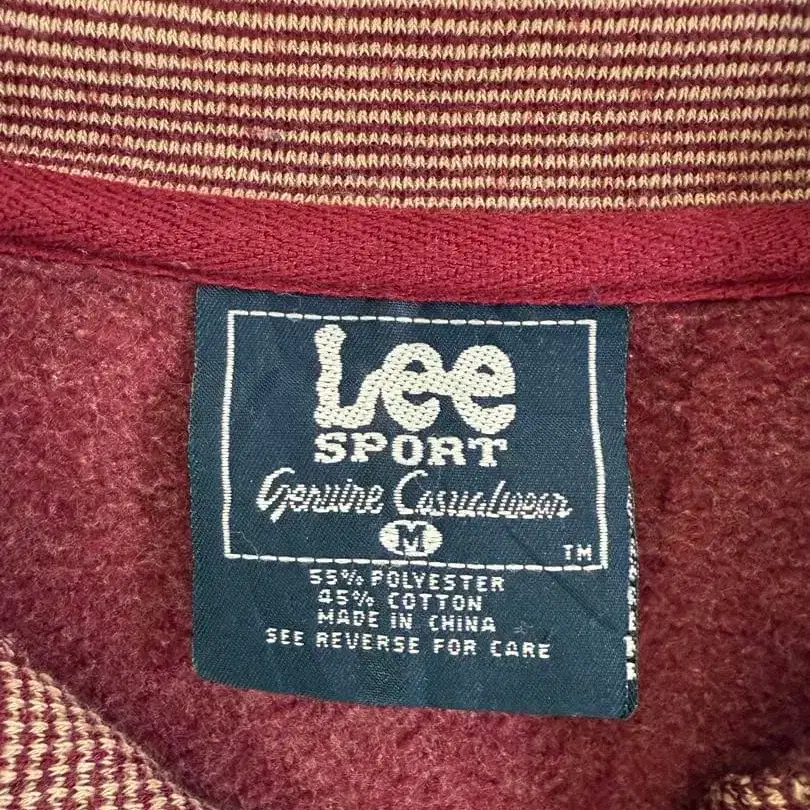 Lee
SPORT
Genuine Casualwear
M
TM
55% POLYESTER
45% COTTON
MADE IN CHINA
SEE REVERSE FOR CARE